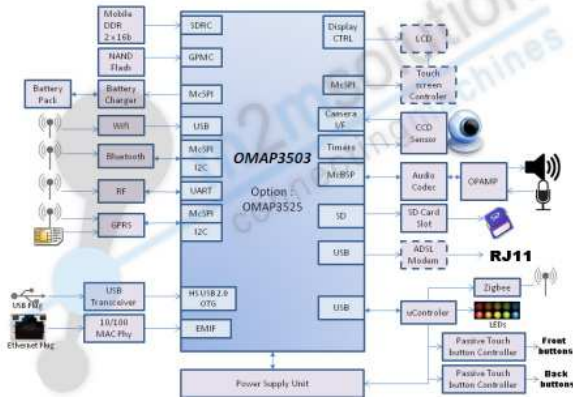 Mobile
DDR
2 x 16b
NAND
Flash
Battery
Pack
Battery
Charger
Wifi
Bluetooth
RF
GPRS
USB Plug
USB
Transceiver
Ethernet Plug
10/100
MAC Phy
SDRC
GPMC
McSPI
USB
McSPI
I2C
UART
McSPI
I2C
HS USB 2.0
OTG
EMIF
OMAP3503
Option :
OMAP3525
Display
CTRL
McSPI
Camera
I/F
Timers
McBSP
SD
USB
USB
LCD
Touch
screen
Controler
CCD
Sensor
Audio
Codec
OPAMP
SD Card
Slot
ADSL
Modem
RJ11
uControler
Zigbee
LEDs
Passive Touch
button Controller
Front
buttons
Passive Touch
button Controller
Back
buttons
Power Supply Unit